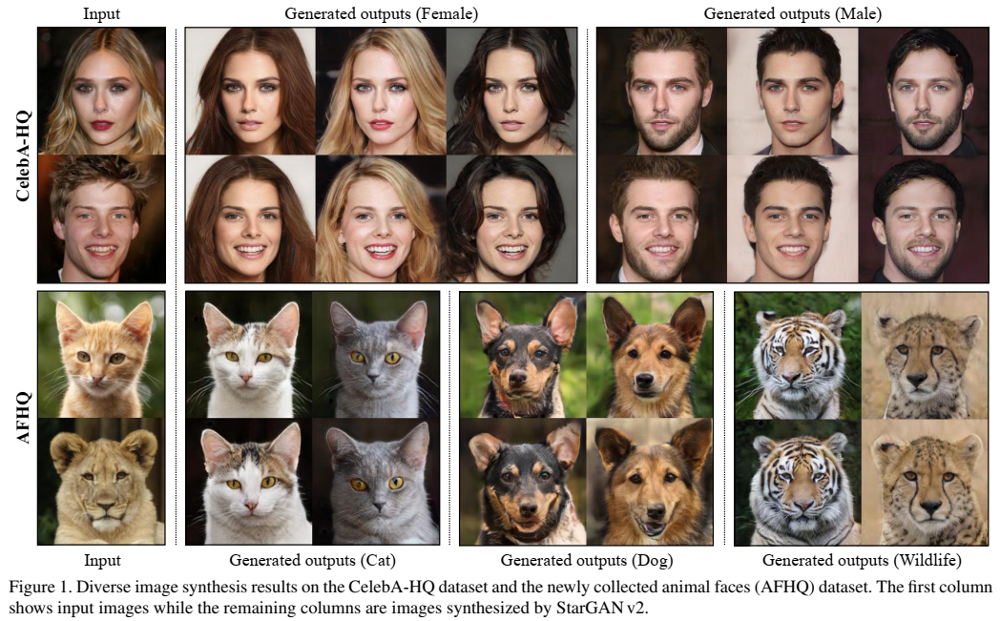 Input
Generated outputs (Female)
Generated outputs (Male)
CelebA-HQ
AFHQ
Input
Generated outputs (Cat)
Generated outputs (Dog)
Generated outputs (Wildlife)
Figure 1. Diverse image synthesis results on the CelebA-HQ dataset and the newly collected animal faces (AFHQ) dataset. The first column
shows input images while the remaining columns are images synthesized by StarGAN v2.